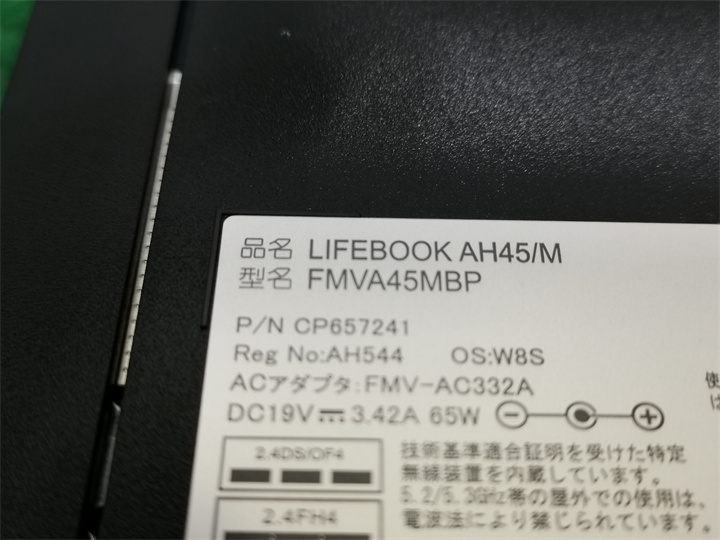 品名 LIFEBOOK AH45/M
型名 FMVA45MBP
P/N CP657241
Reg No:AH544 OS:W8S
ACアダプタ:FMV-AC332A
DC19V 3.42A 65W
使
は
2.4DS/OF4
技術基準適合証明を受けた特定
無線装置を内蔵しています。
5.2/5.3GHz帯の屋外での使用は、
2.4FH4
電波法により禁じられています。